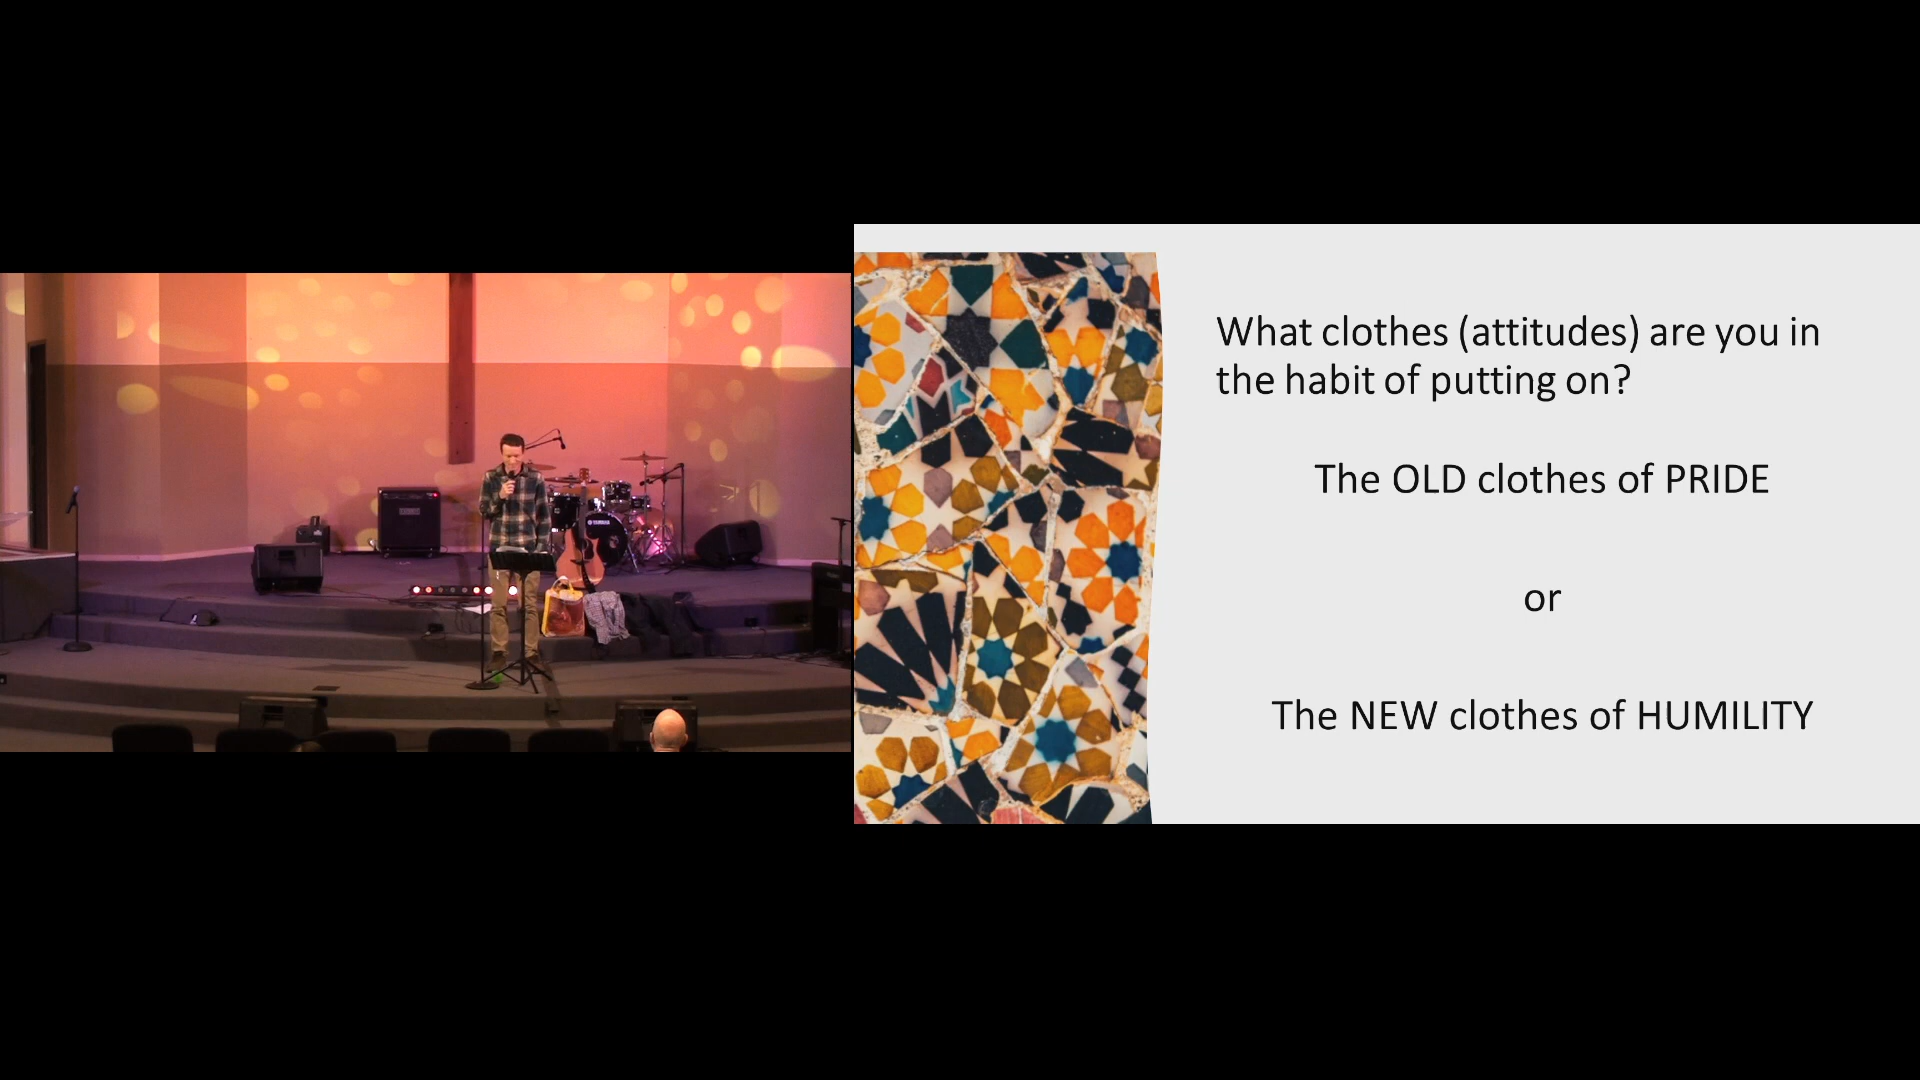 What clothes (attitudes) are you in
the habit of putting on?
The OLD clothes of PRIDE
or
The NEW clothes of HUMILITY